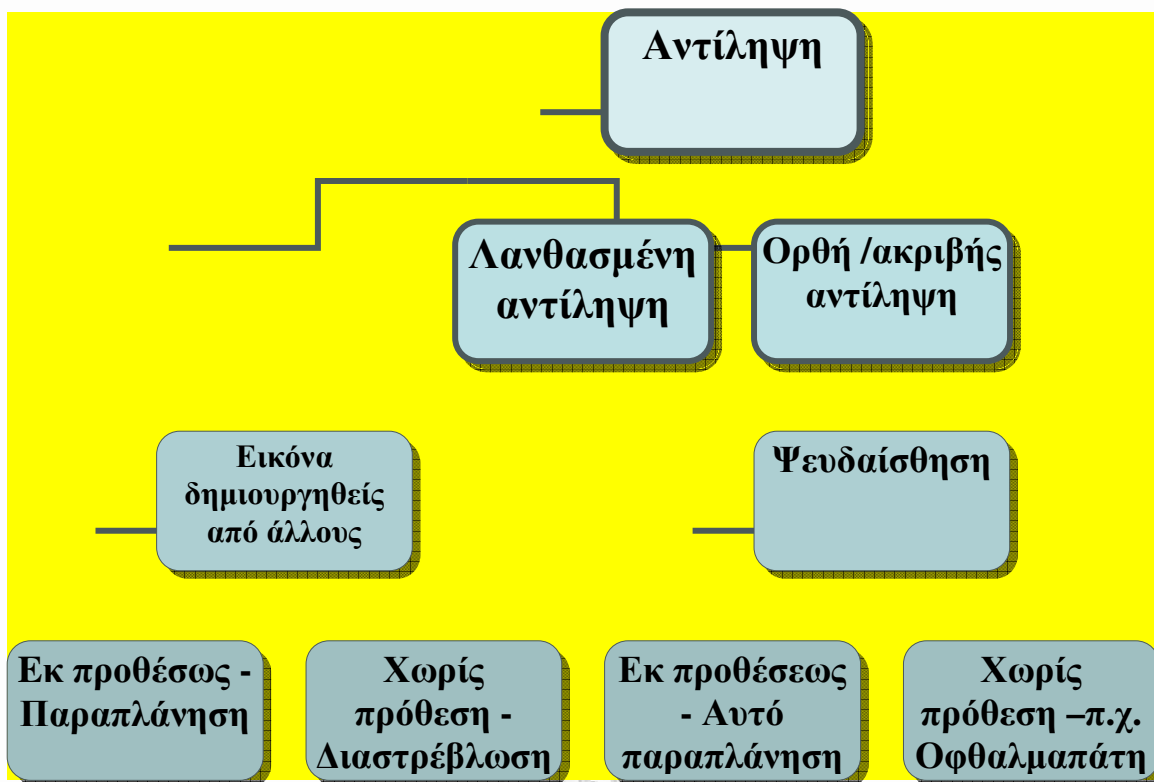 Αντίληψη
Λανθασμένη
αντίληψη
Ορθή /ακριβής
αντίληψη
Εικόνα
δημιουργηθείς
από άλλους
Ψευδαίσθηση
Εκ προθέσως -
Παραπλάνηση
Χωρίς
πρόθεση -
Διαστρέβλωση
Εκ προθέσεως
- Αυτό
παραπλάνηση
Χωρίς
πρόθεση –π.χ.
Οφθαλμαπάτη